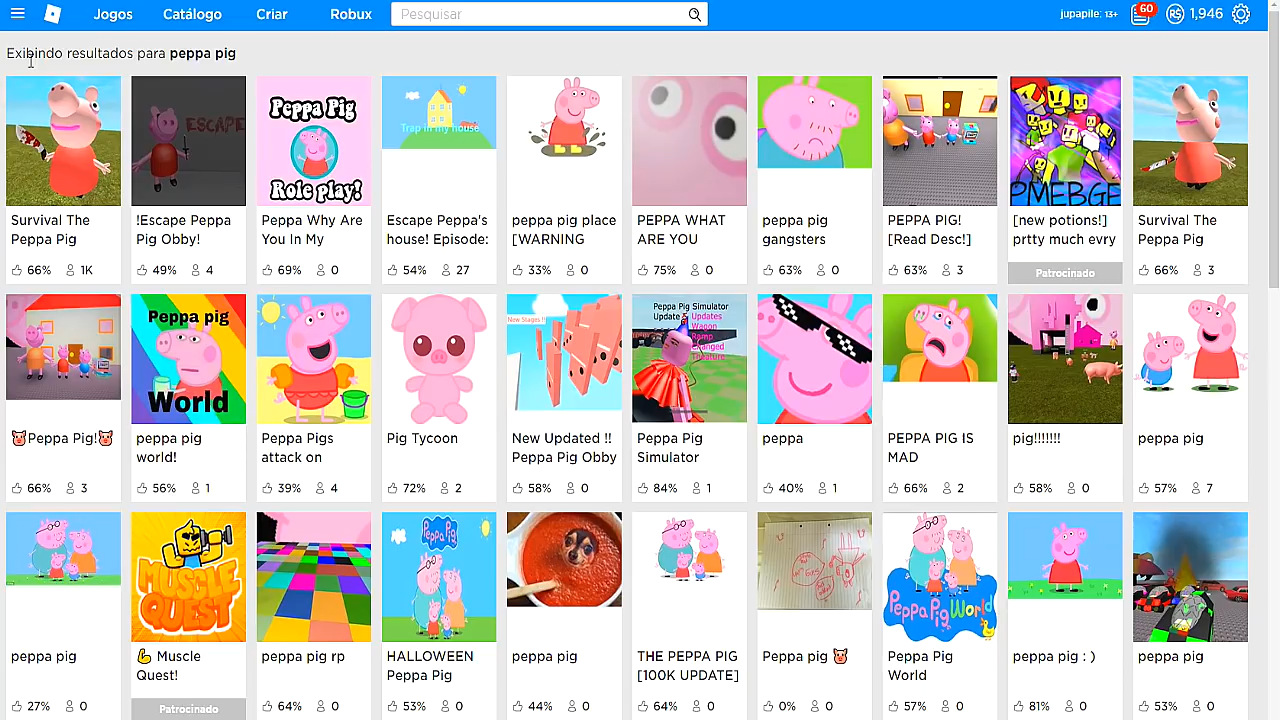 Jogos Catálogo Criar Robux Pesquisar jupapile: 13+ 60 R$ 1,946
Exibindo resultados para peppa pig
ESCAPE
Peppa Pig
Role play!
Trap in my house
PMEBGE
Survival The Peppa Pig
66% 1K
!Escape Peppa Pig Obby!
49% 4
Peppa Why Are You In My
69% 0
Escape Peppa's house! Episode:
54% 27
peppa pig place [WARNING
33% 0
PEPPA WHAT ARE YOU
75% 0
peppa pig gangsters
63% 0
PEPPA PIG! [Read Desc!]
63% 3
[new potions!] prtty much evry
Patrocinado
Survival The Peppa Pig
66% 3
Peppa pig
World
New Stages !!
Peppa Pig Simulator
Update
Updates
Wagon
Ramp
Changed
🐷Peppa Pig!🐷
66% 3
peppa pig world!
56% 1
Peppa Pigs attack on
39% 4
Pig Tycoon
72% 2
New Updated !! Peppa Pig Obby
58% 0
Peppa Pig Simulator
84% 1
peppa
40% 1
PEPPA PIG IS MAD
66% 2
pig!!!!!!!
58% 0
peppa pig
57% 7
MUSCLE
QUEST
Peppa Pig
Peppa Pig World
peppa pig
27% 0
💪 Muscle Quest!
Patrocinado
peppa pig rp
64% 0
HALLOWEEN Peppa Pig
53% 0
peppa pig
44% 0
THE PEPPA PIG [100K UPDATE]
64% 0
Peppa pig 🐷
0% 0
Peppa Pig World
57% 0
peppa pig : )
81% 0
peppa pig
53% 0